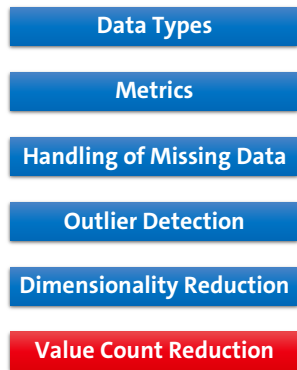 Data Types
Metrics
Handling of Missing Data
Outlier Detection
Dimensionality Reduction
Value Count Reduction